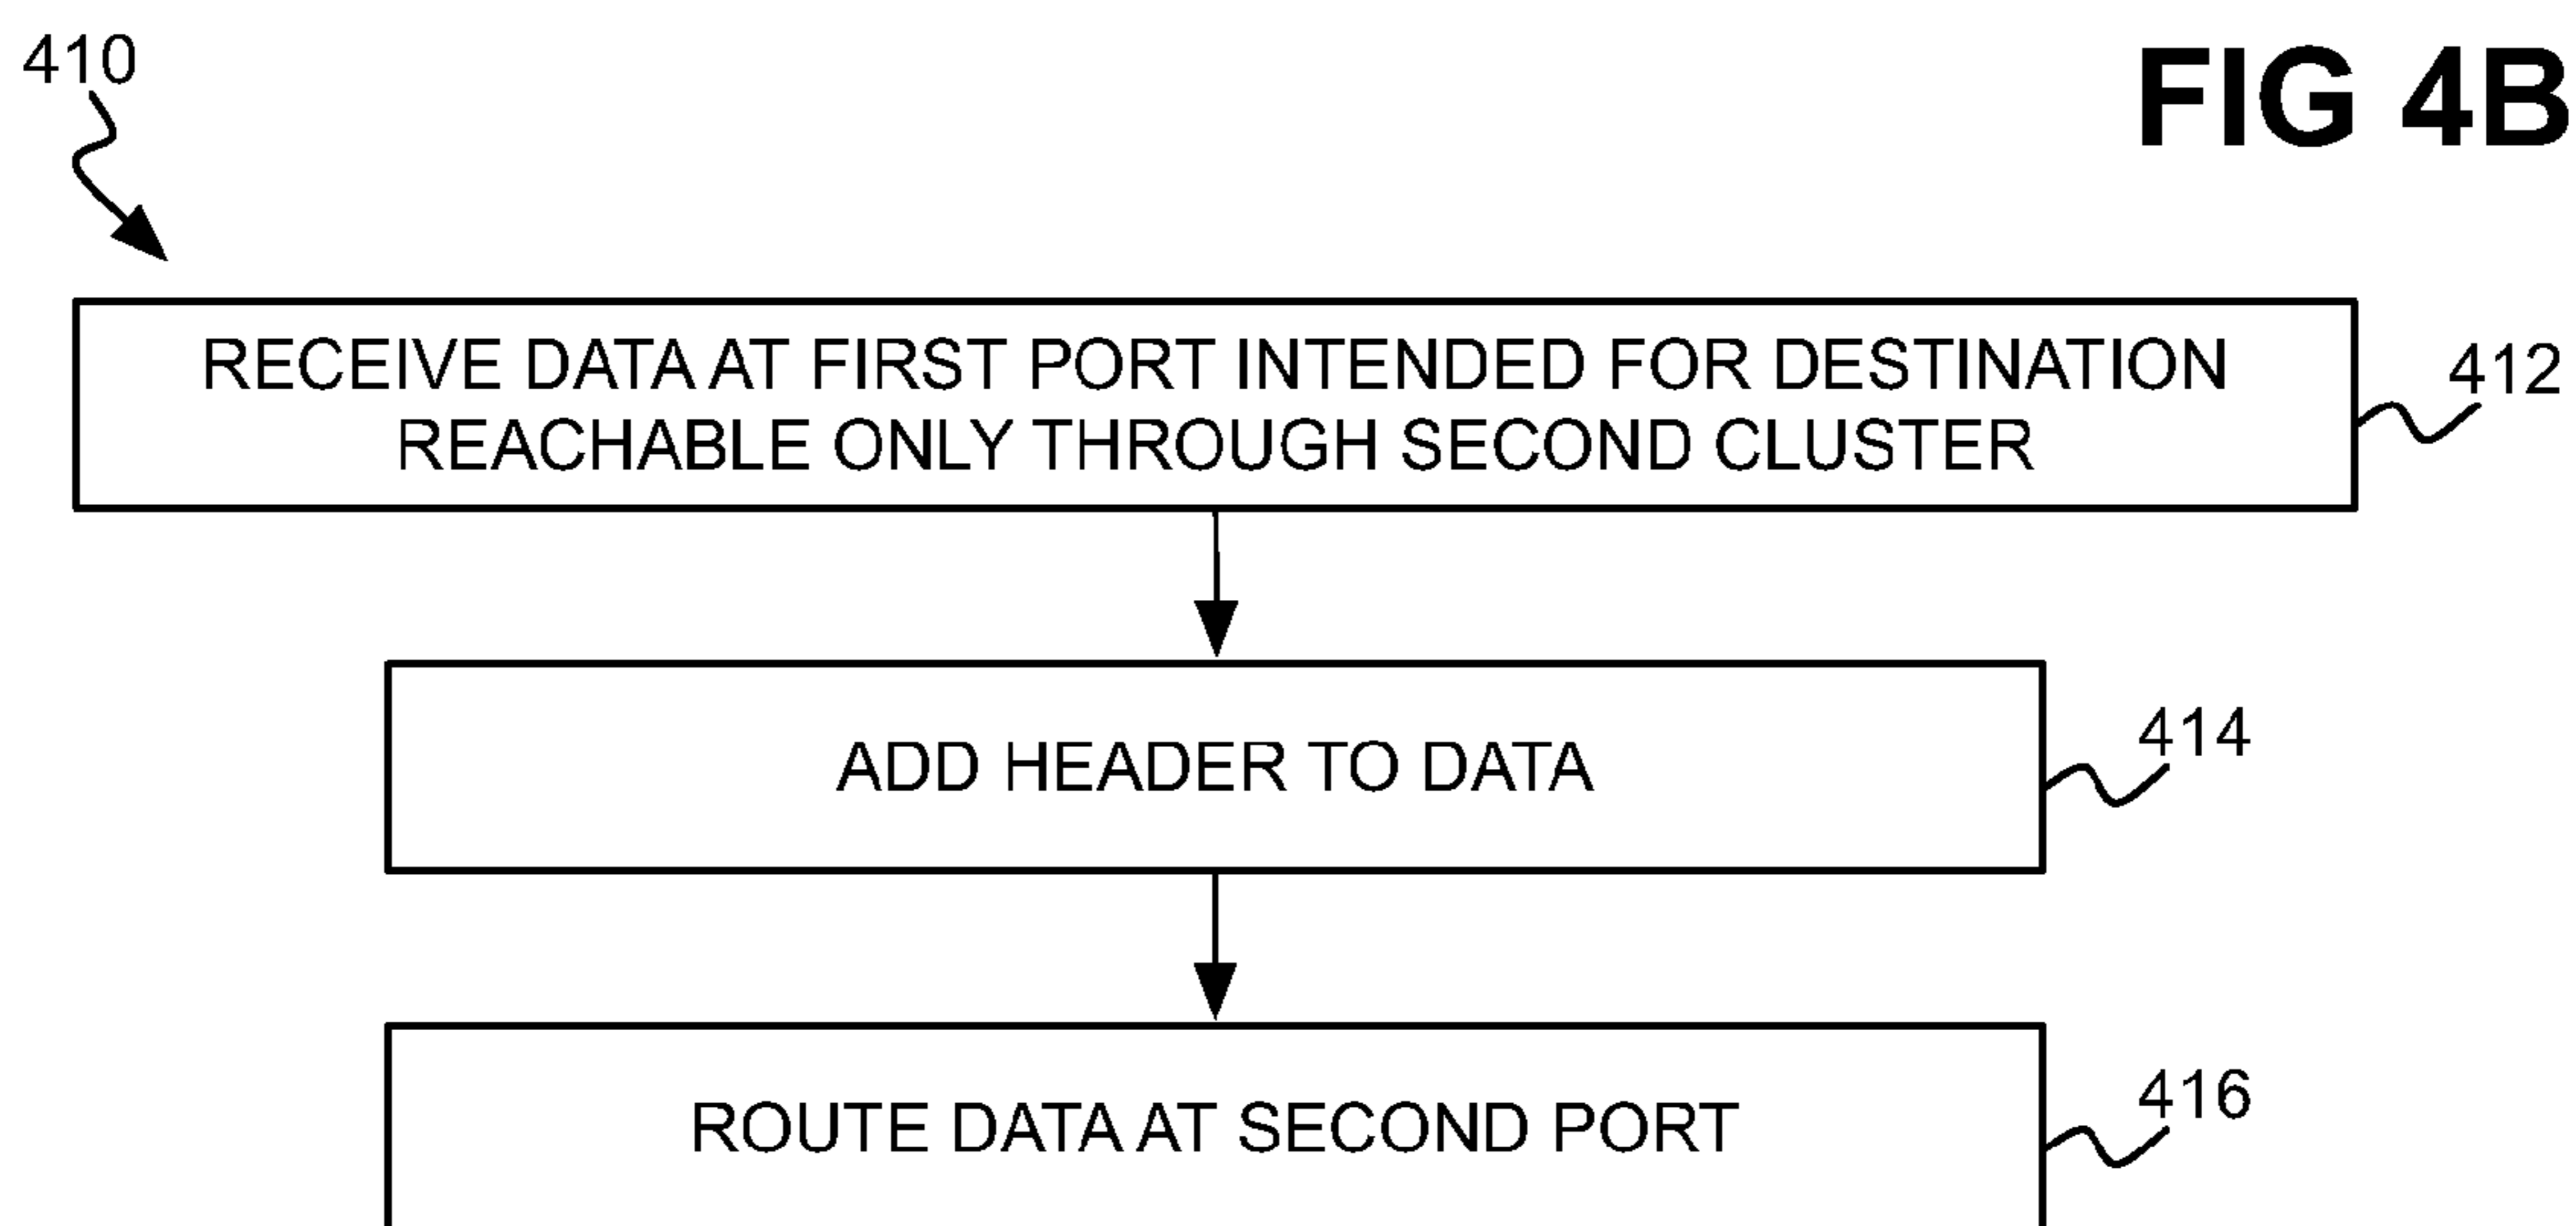 410
FIG 4B
RECEIVE DATA AT FIRST PORT INTENDED FOR DESTINATION
REACHABLE ONLY THROUGH SECOND CLUSTER
412
ADD HEADER TO DATA
414
ROUTE DATA AT SECOND PORT
416